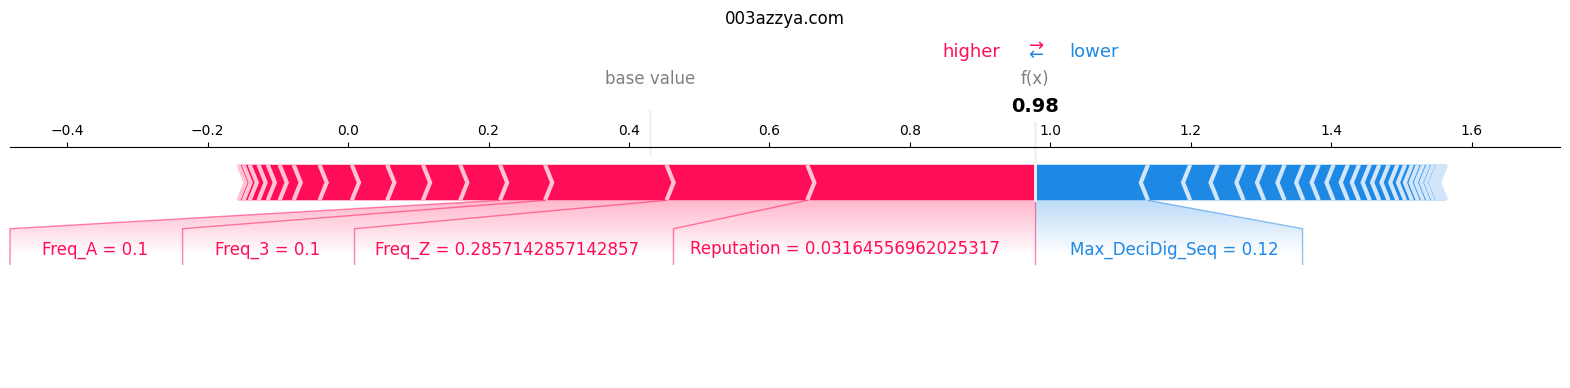 003azzya.com
higher ⇄ lower
base value f(x)
0.98
−0.4 −0.2 0.0 0.2 0.4 0.6 0.8 1.0 1.2 1.4 1.6
Freq_A = 0.1 Freq_3 = 0.1 Freq_Z = 0.2857142857142857 Reputation = 0.03164556962025317 Max_DeciDig_Seq = 0.12